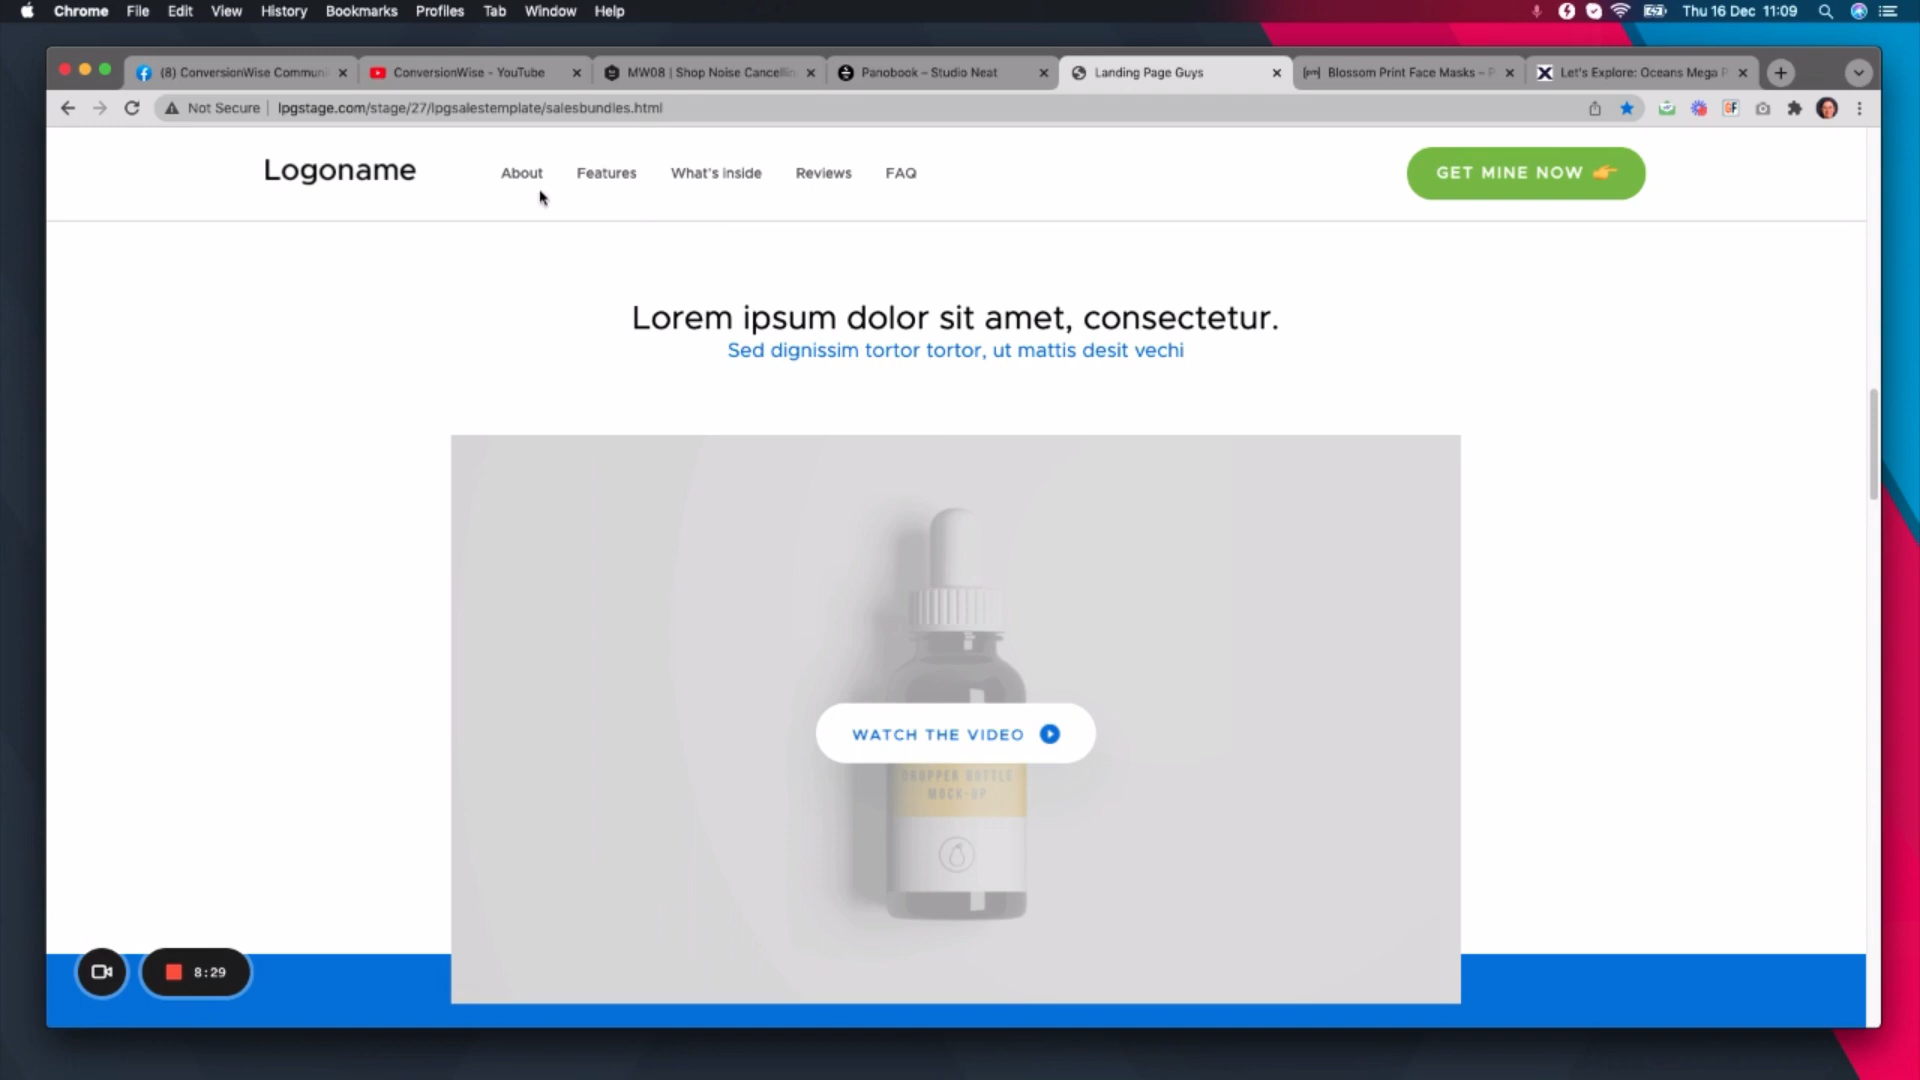 Chrome File Edit View History Bookmarks Profiles Tab Window Help Thu 16 Dec 11:09
(8) ConversionWise Communi ConversionWise - YouTube MW08 | Shop Noise Cancellin Panobook – Studio Neat Landing Page Guys Blossom Print Face Masks – P Let's Explore: Oceans Mega P
Not Secure | lpgstage.com/stage/27/lpgsalestemplate/salesbundles.html GF
Logoname About Features What's inside Reviews FAQ GET MINE NOW
Lorem ipsum dolor sit amet, consectetur.
Sed dignissim tortor tortor, ut mattis desit vechi
WATCH THE VIDEO
DROPPER BOTTLE
MOCK-UP
8:29